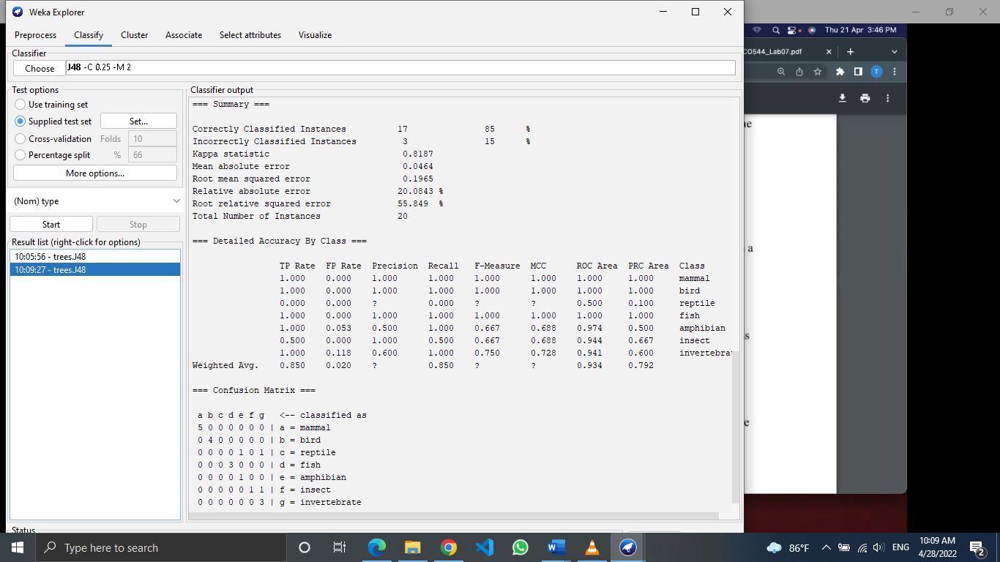 Weka Explorer
Preprocess Classify Cluster Associate Select attributes Visualize
Classifier
Choose J48 -C 0.25 -M 2
Test options
Use training set
Supplied test set Set...
Cross-validation Folds 10
Percentage split % 66
More options...
(Nom) type
Start Stop
Result list (right-click for options)
10:05:56 - trees.J48
10:09:27 - trees.J48
Classifier output
=== Summary ===
Correctly Classified Instances 17 85 %
Incorrectly Classified Instances 3 15 %
Kappa statistic 0.8187
Mean absolute error 0.0464
Root mean squared error 0.1965
Relative absolute error 20.0843 %
Root relative squared error 55.849 %
Total Number of Instances 20
=== Detailed Accuracy By Class ===
TP Rate FP Rate Precision Recall F-Measure MCC ROC Area PRC Area Class
1.000 0.000 1.000 1.000 1.000 1.000 1.000 1.000 mammal
1.000 0.000 1.000 1.000 1.000 1.000 1.000 1.000 bird
0.000 0.000 ? 0.000 ? ? 0.500 0.100 reptile
1.000 0.000 1.000 1.000 1.000 1.000 1.000 1.000 fish
1.000 0.053 0.500 1.000 0.667 0.688 0.974 0.500 amphibian
0.500 0.000 1.000 0.500 0.667 0.688 0.944 0.667 insect
1.000 0.118 0.600 1.000 0.750 0.728 0.941 0.600 invertebra
Weighted Avg. 0.850 0.020 ? 0.850 ? ? 0.934 0.792
=== Confusion Matrix ===
a b c d e f g <-- classified as
5 0 0 0 0 0 0 | a = mammal
0 4 0 0 0 0 0 | b = bird
0 0 0 0 1 0 1 | c = reptile
0 0 0 3 0 0 0 | d = fish
0 0 0 0 1 0 0 | e = amphibian
0 0 0 0 0 1 1 | f = insect
0 0 0 0 0 0 3 | g = invertebrate
Status
Thu 21 Apr 3:46 PM
CO544_Lab07.pdf
T
a
Type here to search
86°F ENG
10:09 AM
4/28/2022
2